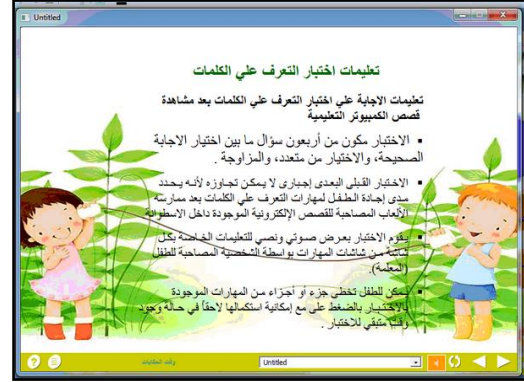 Untitled
تعليمات اختبار التعرف علي الكلمات
تعليمات الاجابة علي اختبار التعرف علي الكلمات بعد مشاهدة
قصص الكمبيوتر التعليمية
▪ الاختبار مكون من أربعون سؤال ما بين اختيار الاجابة
الصحيحة، والاختيار من متعدد، والمزاوجة .
▪ الاختبار القبلي البعدي إجباري لا يمكن تجاوزه لأنه يحدد
مدى إجادة الطفل لمهارات التعرف علي الكلمات بعد ممارسة
الألعاب المصاحبة للقصص الإلكترونية الموجودة داخل الاسطوانة
▪ يقوم الاختبار بعرض صوتي ونصي للتعليمات الخاصة بكل
شاشة من شاشات المهارات بواسطة الشخصية المصاحبة للطفل
(المعلمة).
▪ يمكن للطفل تخطي جزء أو أجزاء من المهارات الموجودة
بالاختبار بالضغط على مع إمكانية استكمالها لاحقاً في حالة وجود
وقت متبقي للاختبار .
وقت الحكايات
Untitled